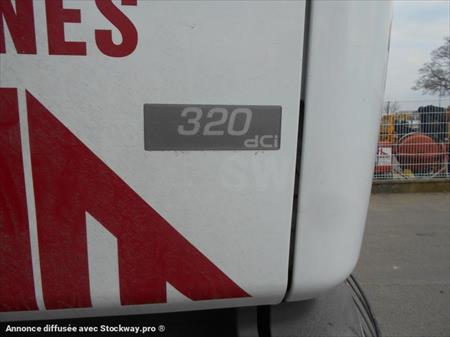 NES
320
dCi
Annonce diffusée avec Stockway.pro ®